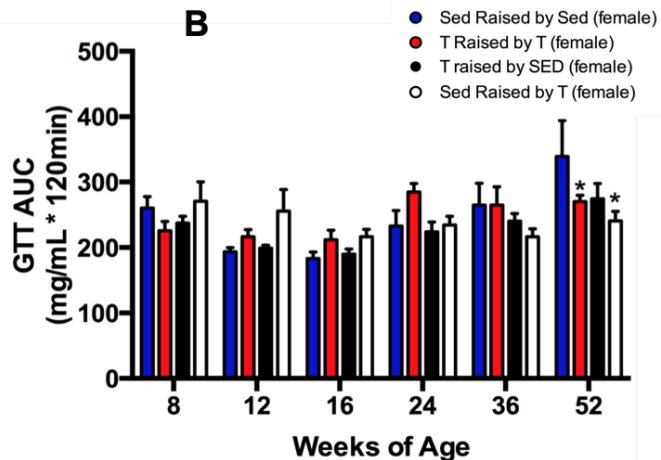 B
Sed Raised by Sed (female)
T Raised by T (female)
T raised by SED (female)
Sed Raised by T (female)
GTT AUC
(mg/mL * 120min)
500
400
300
200
100
0
* *
8 12 16 24 36 52
Weeks of Age